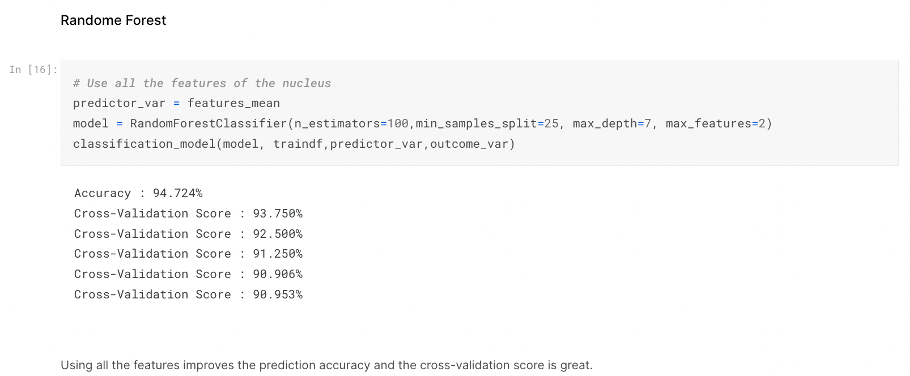 Randome Forest
In [16]:
# Use all the features of the nucleus
predictor_var = features_mean
model = RandomForestClassifier(n_estimators=100,min_samples_split=25, max_depth=7, max_features=2)
classification_model(model, traindf,predictor_var,outcome_var)
Accuracy : 94.724%
Cross-Validation Score : 93.750%
Cross-Validation Score : 92.500%
Cross-Validation Score : 91.250%
Cross-Validation Score : 90.906%
Cross-Validation Score : 90.953%
Using all the features improves the prediction accuracy and the cross-validation score is great.